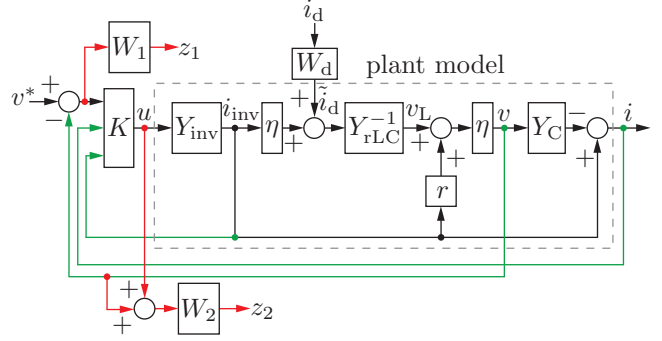 i_d
W_1 z_1
W_d
plant model
v* + − K u Y_inv i_inv η + + ĩ_d Y_rLC^{-1} v_L + + η v Y_C − + i
r
+ + W_2 z_2